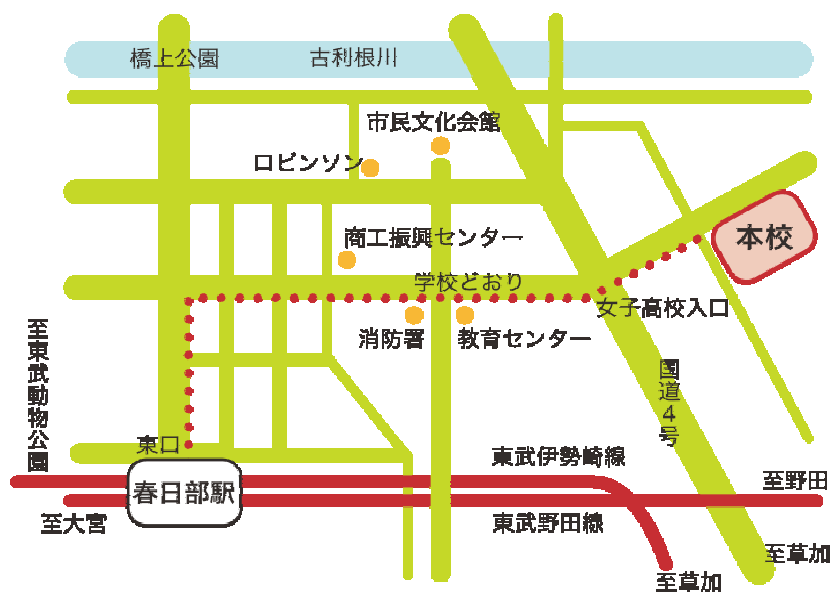 橋上公園
古利根川
市民文化会館
ロビンソン
商工振興センター
本校
学校どおり
女子高校入口
消防署
教育センター
至東武動物公園
国道4号
東口
東武伊勢崎線
春日部駅
至野田
至大宮
東武野田線
至草加
至草加